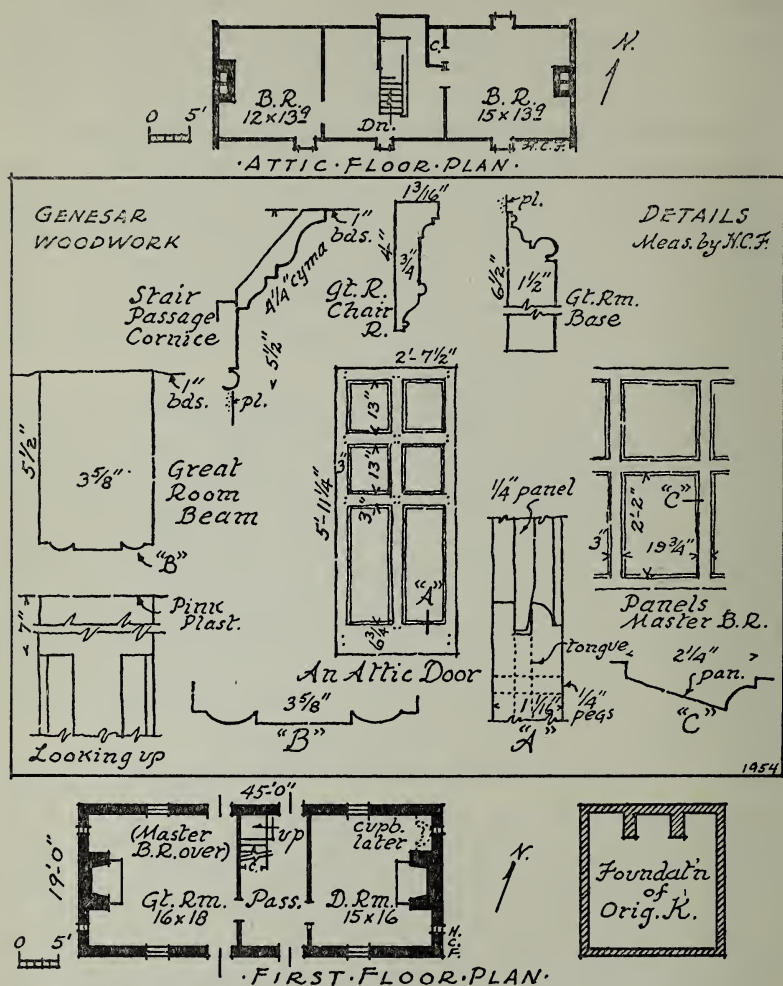 N.
C.
B.R.
12 x 13.9
B.R.
15 x 13.9
0 5'
Dn.
H.C.F.
·ATTIC·FLOOR·PLAN·
GENESAR
WOODWORK
DETAILS
Meas. by H.C.F.
1"
bds.
4 1/4" cyma
Stair
Passage
Cornice
5 1/2"
pl.
1 3/16"
4"
3/4
Gt. R.
Chair
R.
pl.
6 1/2"
1 1/2"
Gt. Rm.
Base
1"
bds.
5 1/2"
3 5/8"
Great
Room
Beam
"B"
2'-7 1/2"
13"
3"
13"
3"
5'-11 1/4"
"A"
6 3/4"
An Attic Door
1/4" panel
tongue
1/4"
pegs
1 1/16"
"A"
"C"
2'-2"
3"
19 3/4"
Panels
Master B.R.
2 1/4"
pan.
"C"
7"
Pink
Plast.
Looking up
3 5/8"
"B"
1954
45'-0"
19'-0"
(Master
B.R. over)
up
C.
cupb.
later
Gt. Rm.
16 x 18
Pass.
D. Rm.
15 x 16
H.
C.
F.
N.
0 5'
·FIRST·FLOOR·PLAN·
Foundat'n
of
Orig. K.